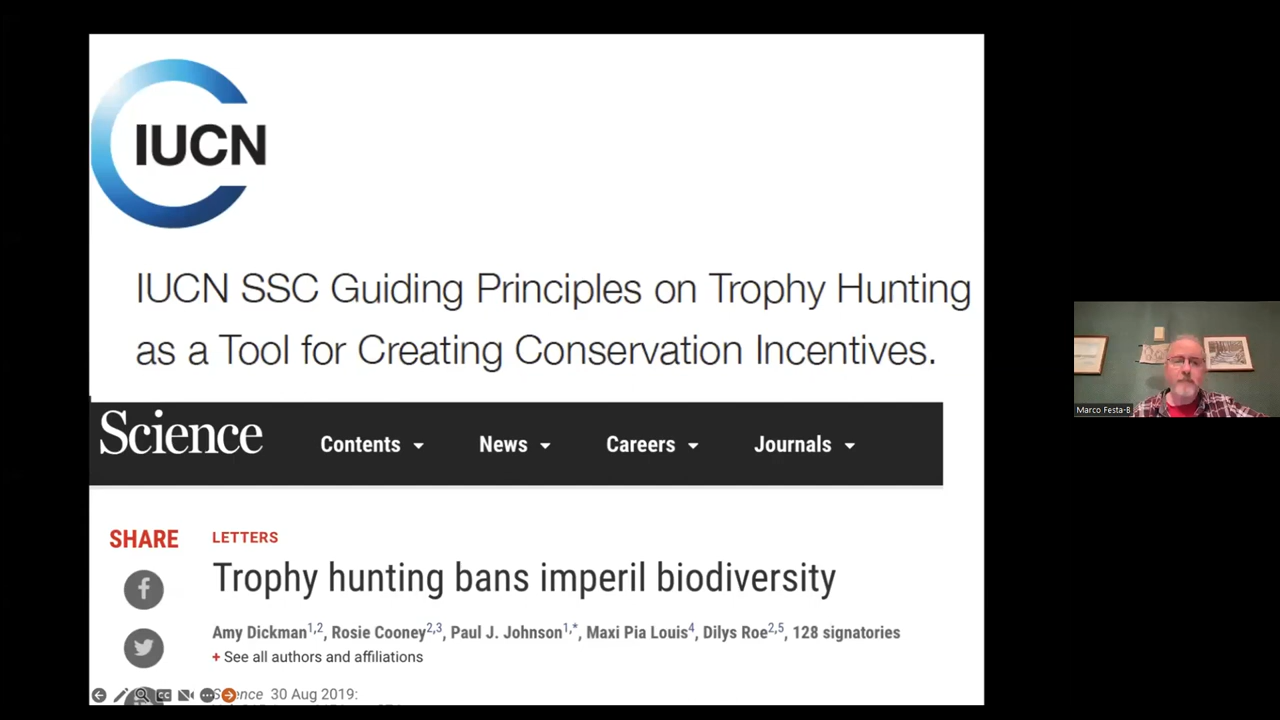 IUCN
IUCN SSC Guiding Principles on Trophy Hunting
as a Tool for Creating Conservation Incentives.
Science Contents News Careers Journals
SHARE LETTERS
Trophy hunting bans imperil biodiversity
Amy Dickman1,2, Rosie Cooney2,3, Paul J. Johnson1,*, Maxi Pia Louis4, Dilys Roe2,5, 128 signatories
+ See all authors and affiliations
Science 30 Aug 2019:
Marco Festa-B